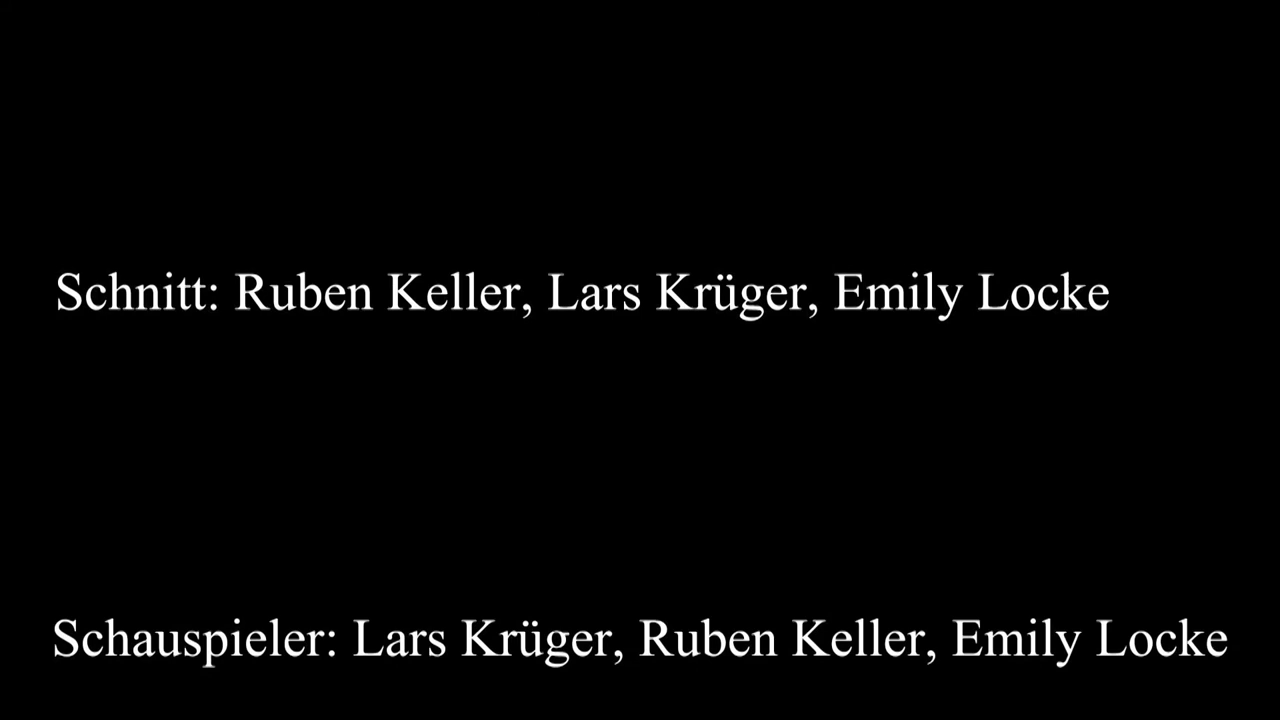 Schnitt: Ruben Keller, Lars Krüger, Emily Locke
Schauspieler: Lars Krüger, Ruben Keller, Emily Locke